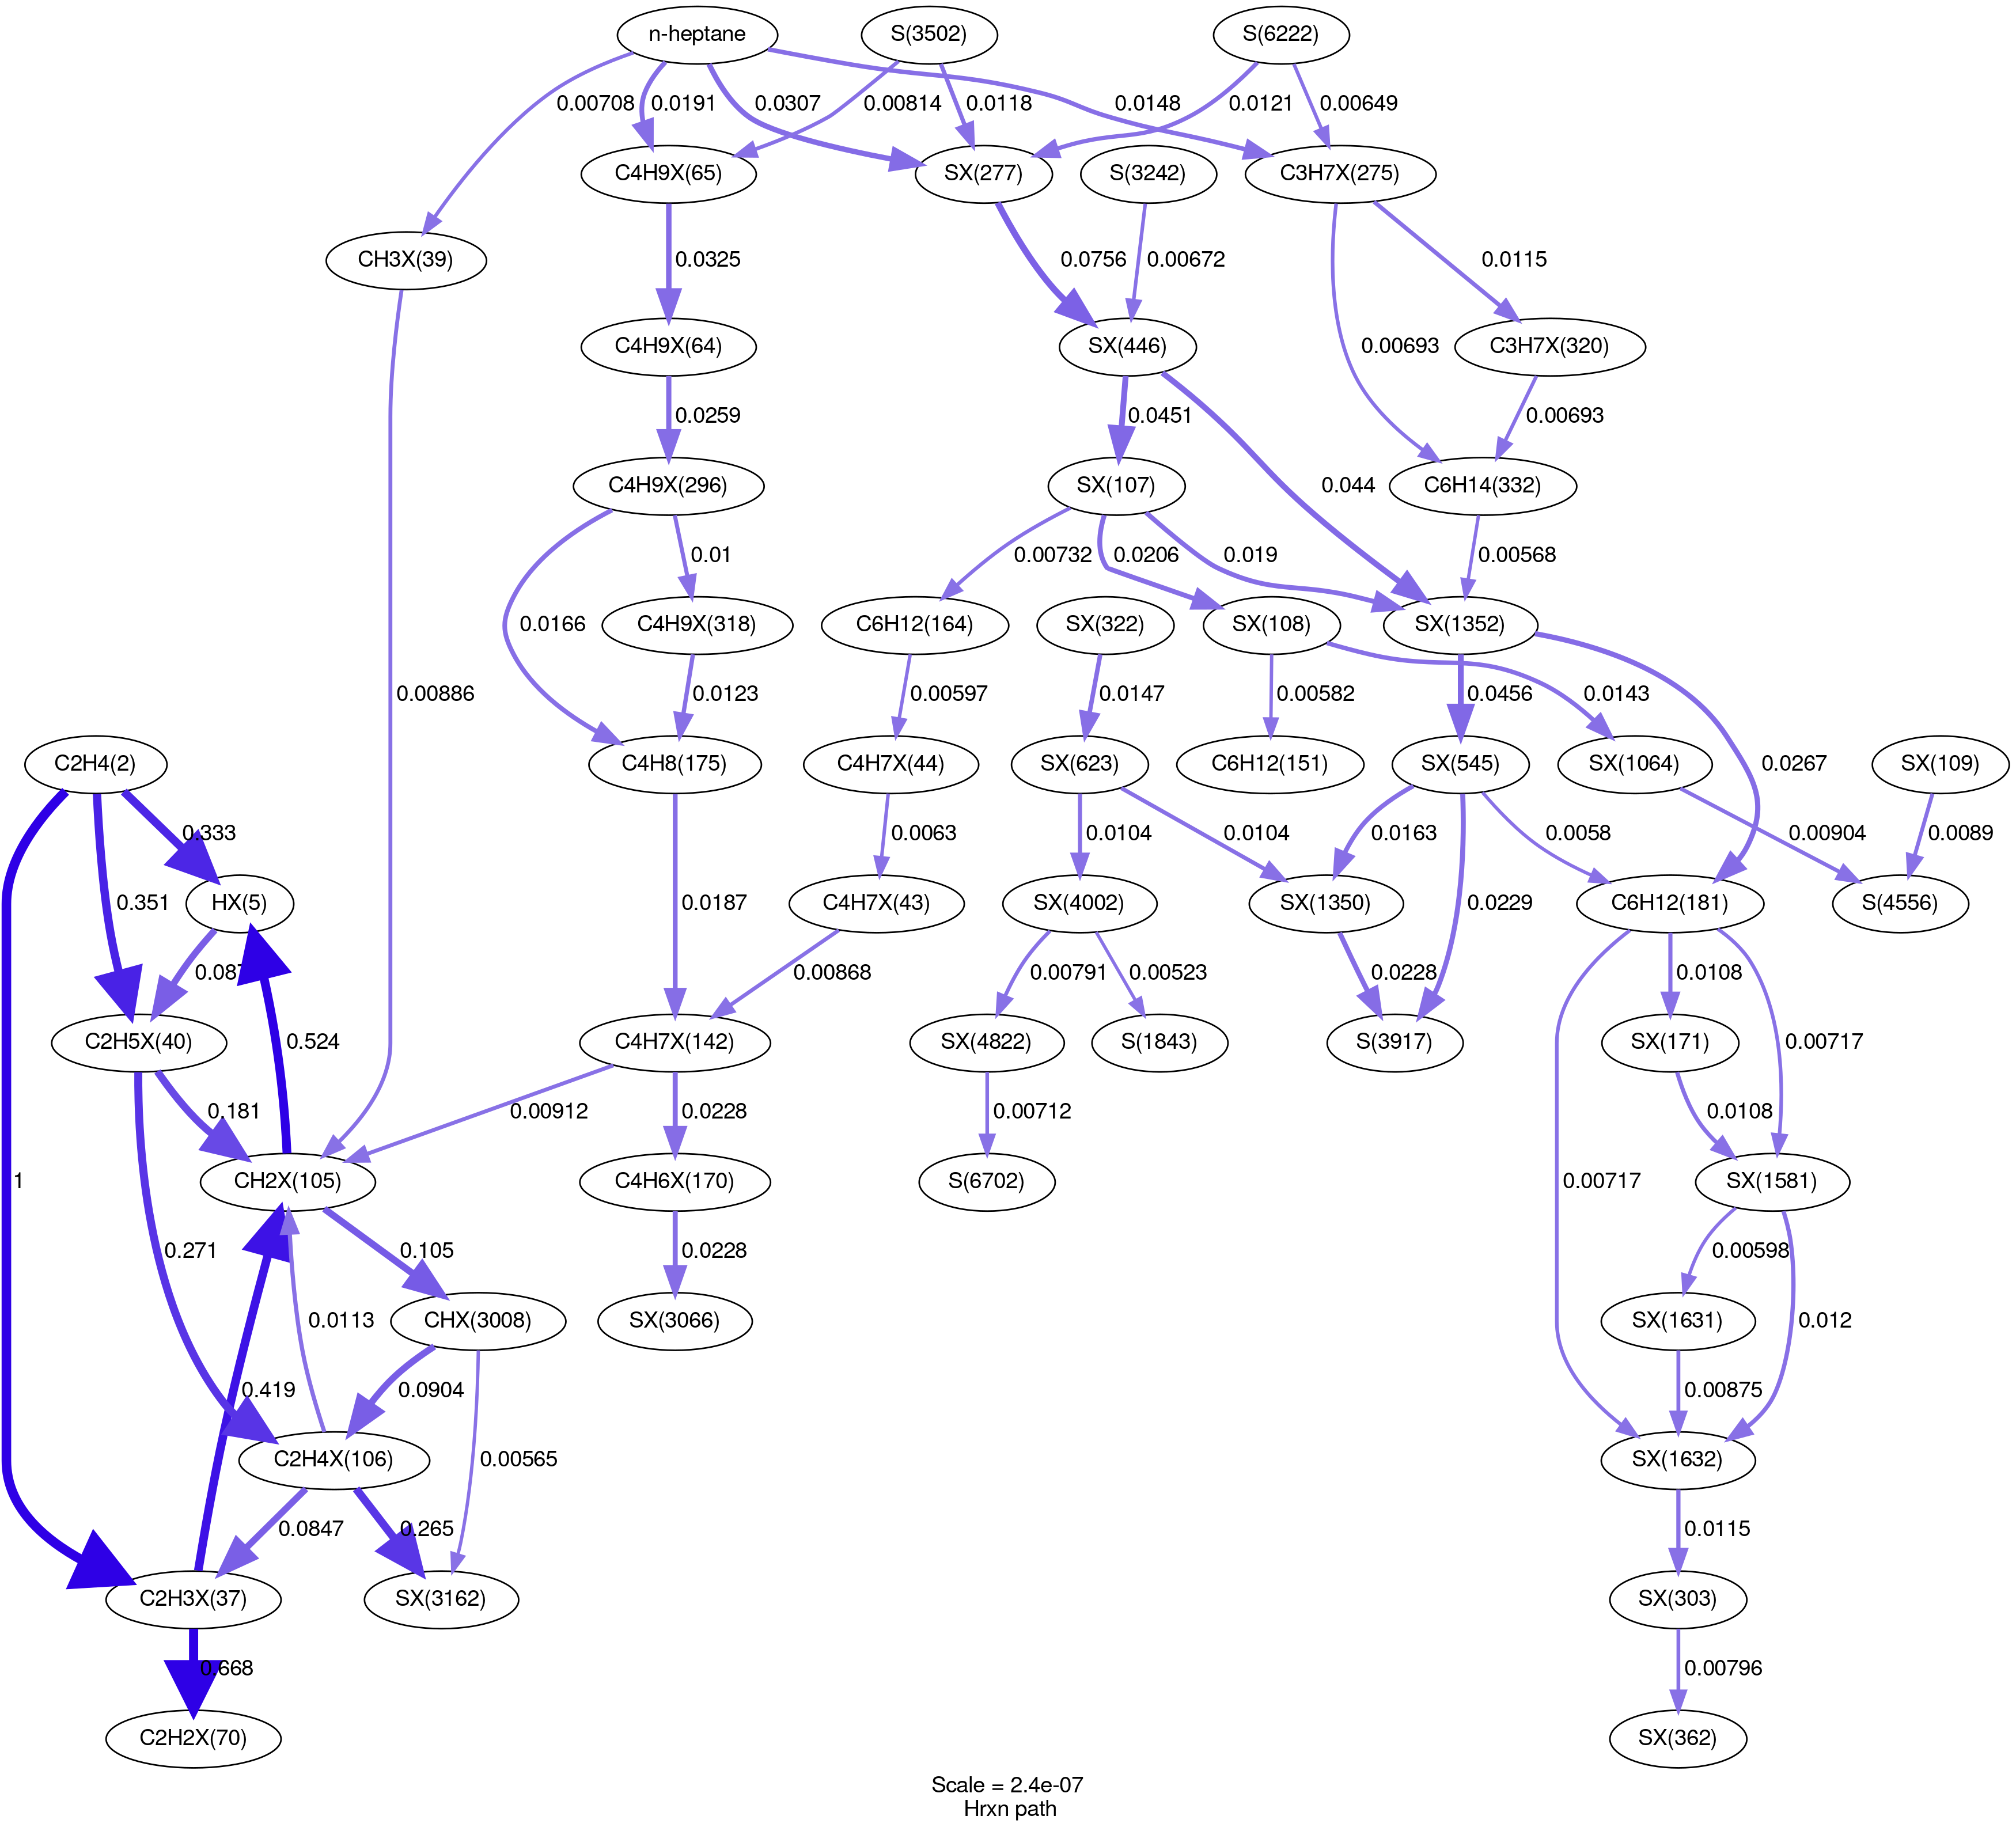 n-heptane
S(3502)
S(6222)
0.00708
0.0191
0.0307
0.00814
0.0118
0.0148
0.0121
0.00649
C4H9X(65)
SX(277)
S(3242)
C3H7X(275)
CH3X(39)
0.0325
0.0756
0.00672
0.0115
C4H9X(64)
SX(446)
0.00693
C3H7X(320)
0.0259
0.0451
0.00693
C4H9X(296)
SX(107)
0.044
C6H14(332)
0.01
0.00732
0.0206
0.019
0.00568
0.0166
C4H9X(318)
C6H12(164)
SX(322)
SX(108)
SX(1352)
0.00886
0.0123
0.00597
0.0147
0.00582
0.0456
0.0143
C2H4(2)
C4H8(175)
C4H7X(44)
SX(623)
C6H12(151)
SX(545)
SX(1064)
0.0267
SX(109)
0.333
0.0063
0.0104
0.0104
0.0163
0.0058
0.00904
0.0089
0.351
HX(5)
0.0187
C4H7X(43)
SX(4002)
SX(1350)
0.0229
C6H12(181)
S(4556)
0.00868
0.00791
0.00523
0.0228
0.0108
C2H5X(40)
0.524
C4H7X(142)
SX(4822)
S(1843)
S(3917)
SX(171)
0.00717
0.181
0.00912
0.0228
0.00712
0.0108
1
CH2X(105)
C4H6X(170)
S(6702)
0.00717
SX(1581)
0.271
0.105
0.0228
0.00598
0.0113
CHX(3008)
SX(3066)
SX(1631)
0.012
0.419
0.0904
0.00875
C2H4X(106)
0.00565
SX(1632)
0.0847
0.265
0.0115
C2H3X(37)
SX(3162)
SX(303)
0.668
0.00796
C2H2X(70)
SX(362)
Scale = 2.4e-07
Hrxn path